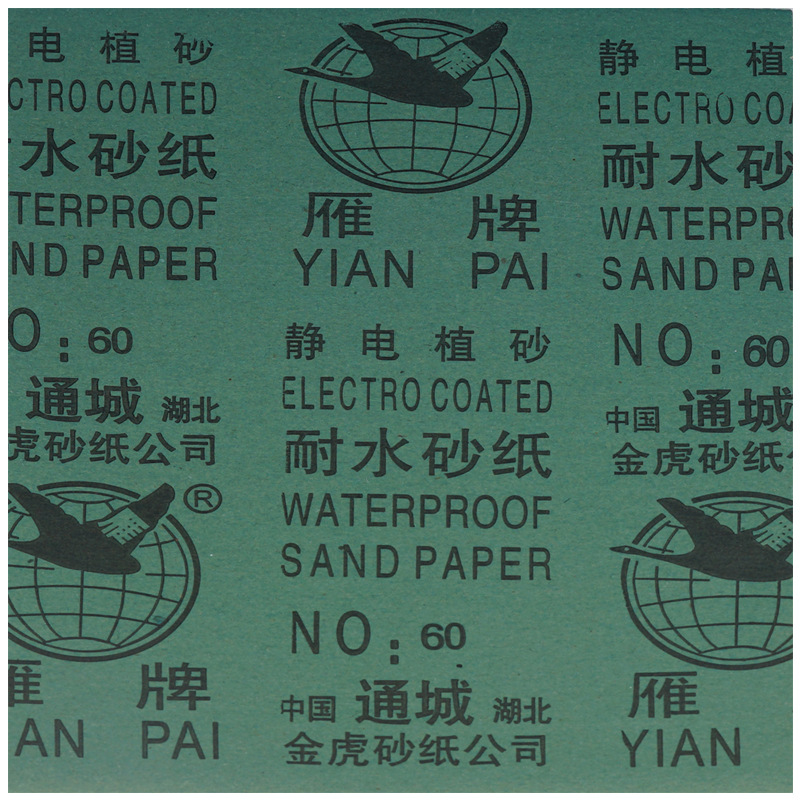 电 植 砂
CTRO COATED
水砂纸
TERPROOF
ND PAPER
O: 60
通城 湖北
虎砂纸公司
®
雁 牌
AN PAI
雁 牌
YIAN PAI
静 电 植 砂
ELECTRO COATED
耐水砂纸
WATERPROOF
SAND PAPER
NO: 60
中国 通城 湖北
金虎砂纸公司
静 电 植
ELECTRO COA
耐水砂
WATERPRO
SAND PA
NO: 60
中国 通城
金虎砂纸
雁
YIAN